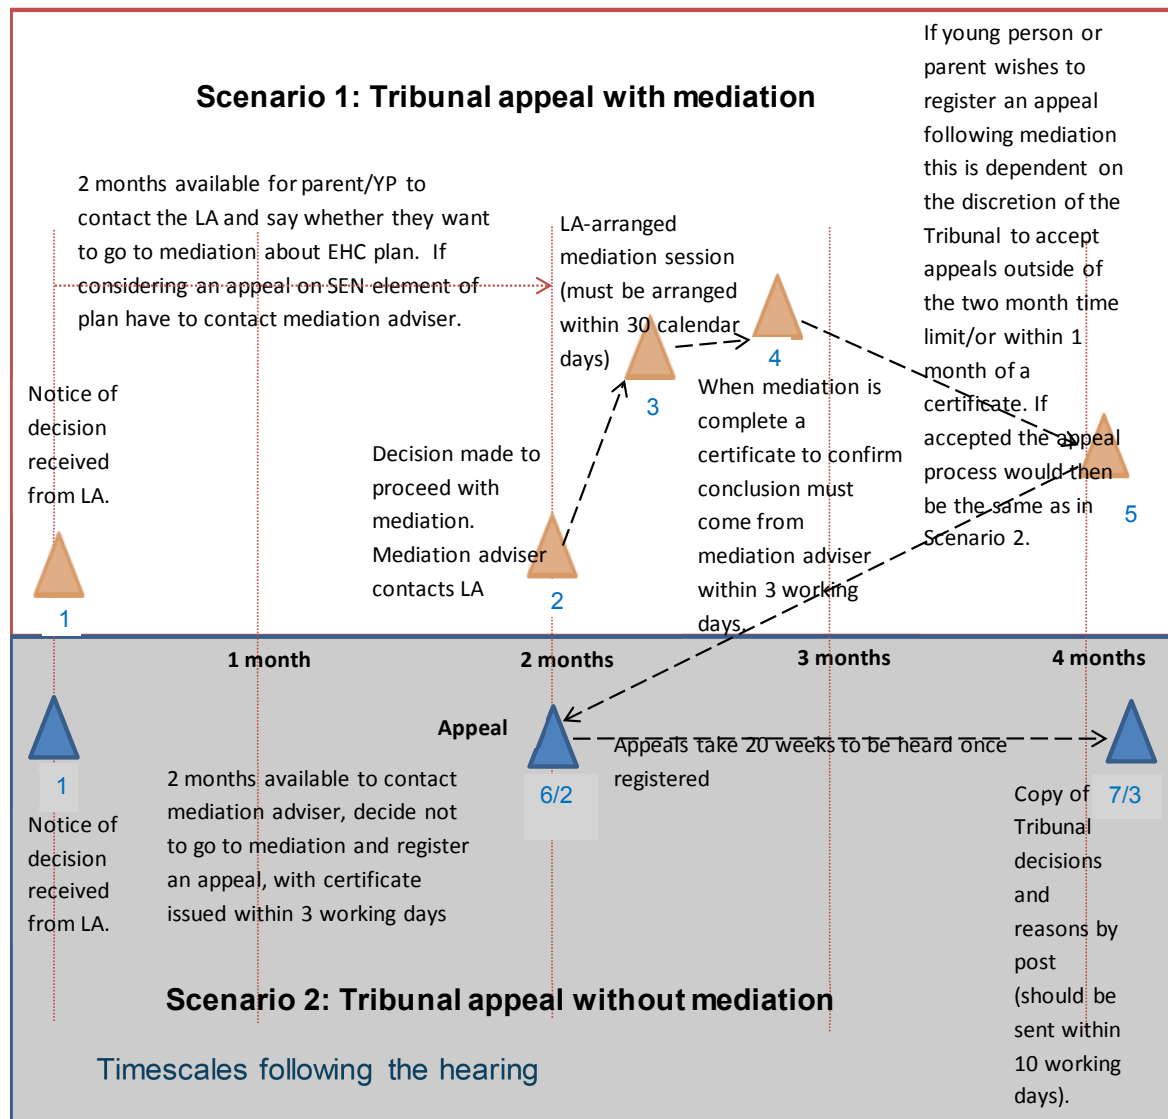 Scenario 1: Tribunal appeal with mediation
2 months available for parent/YP to
contact the LA and say whether they want
to go to mediation about EHC plan. If
considering an appeal on SEN element of
plan have to contact mediation adviser.
Notice of
decision
received
from LA.
1
Decision made to
proceed with
mediation.
Mediation adviser
contacts LA
2
LA-arranged
mediation session
(must be arranged
within 30 calendar
days)
3
4
When mediation is
complete a
certificate to confirm
conclusion must
come from
mediation adviser
within 3 working
days.
If young person or
parent wishes to
register an appeal
following mediation
this is dependent on
the discretion of the
Tribunal to accept
appeals outside of
the two month time
limit/or within 1
month of a
certificate. If
accepted the appeal
process would then
be the same as in
Scenario 2.
5
1 month
2 months
3 months
4 months
1
Notice of
decision
received
from LA.
2 months available to contact
mediation adviser, decide not
to go to mediation and register
an appeal, with certificate
issued within 3 working days
Appeal
6/2
Appeals take 20 weeks to be heard once
registered
7/3
Copy of
Tribunal
decisions
and
reasons by
post
(should be
sent within
10 working
days).
Scenario 2: Tribunal appeal without mediation
Timescales following the hearing